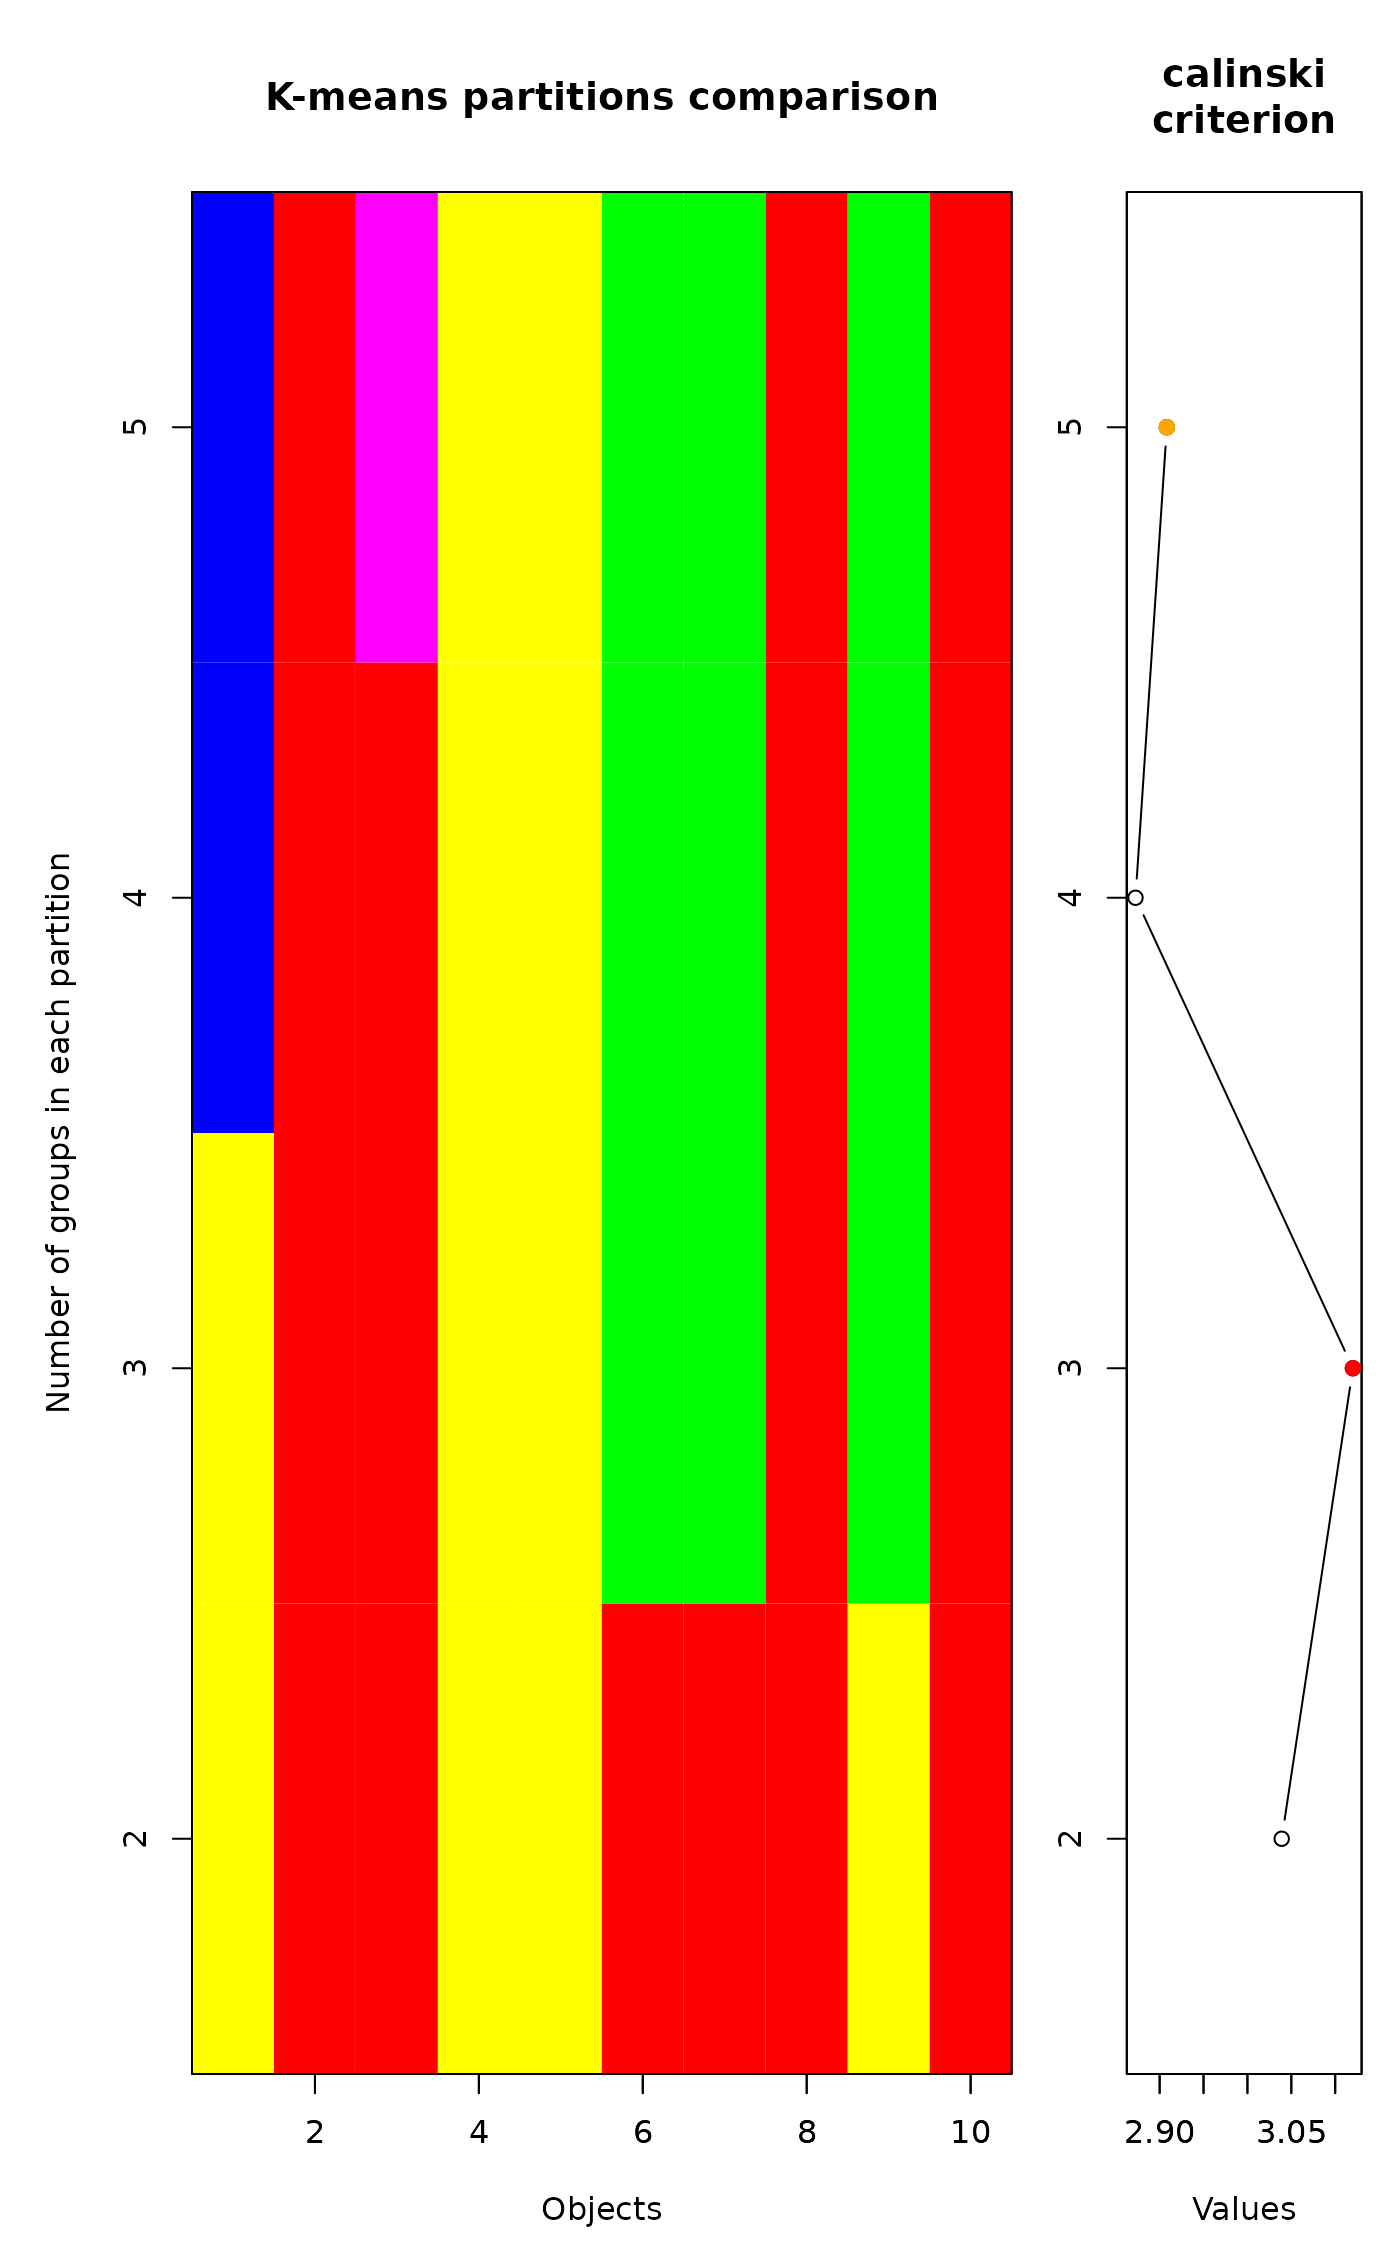 K-means partitions comparison
calinski
criterion
Number of groups in each partition
5
4
3
2
2 4 6 8 10
Objects
5
4
3
2
2.90 3.05
Values